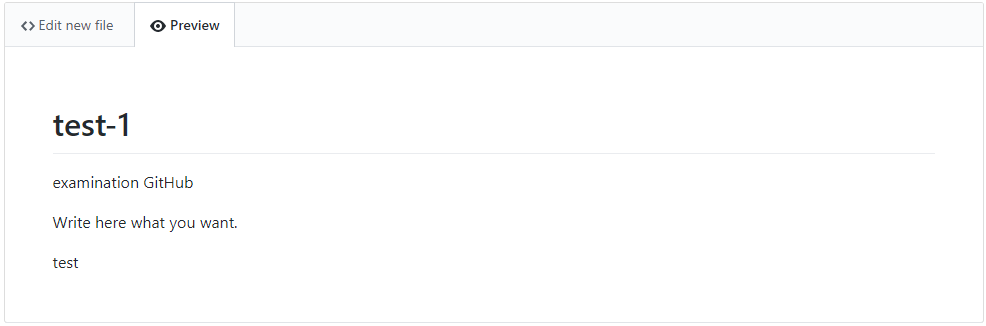 Edit new file
Preview
test-1
examination GitHub
Write here what you want.
test